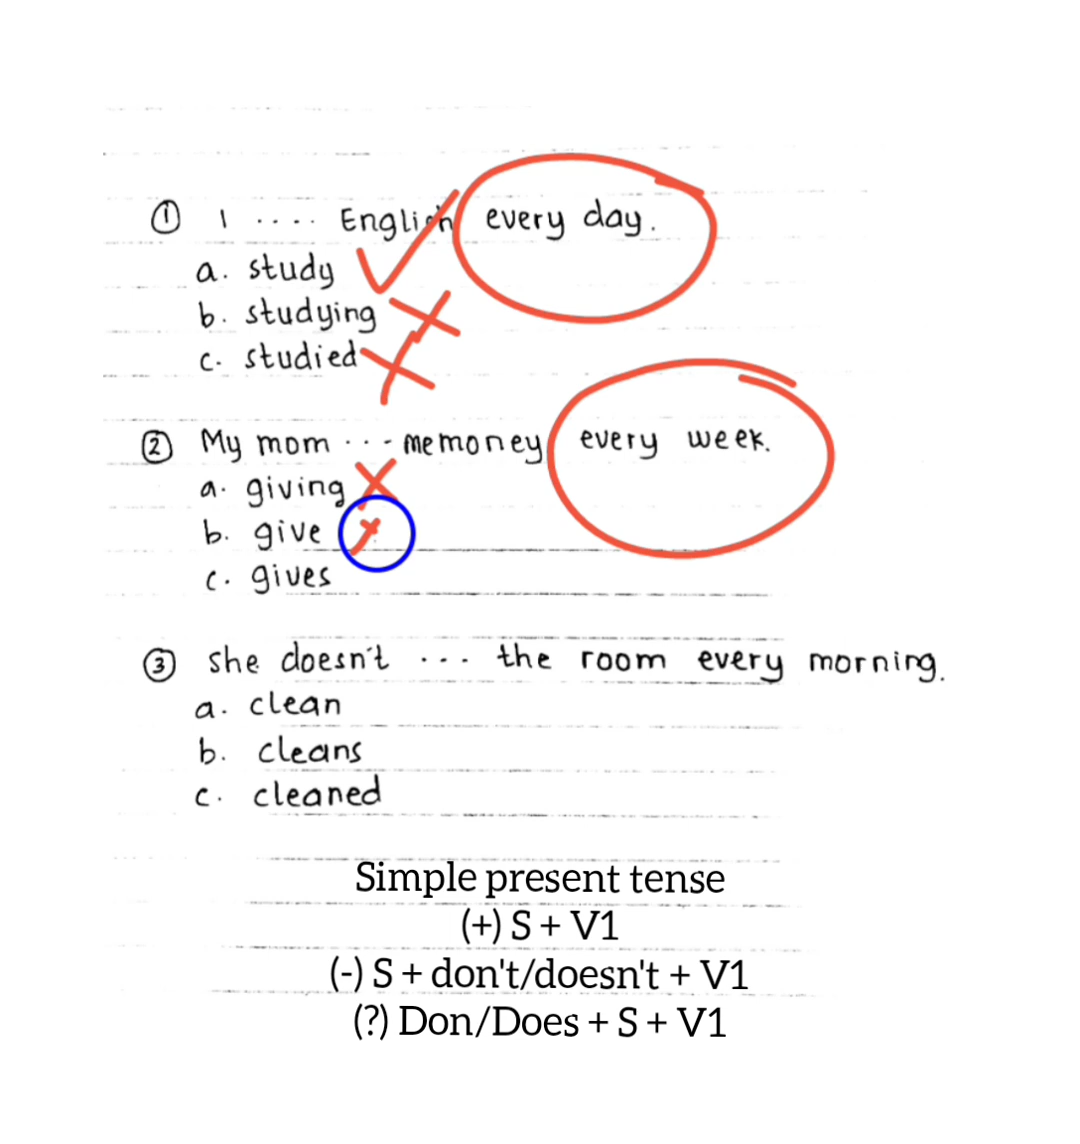 ① I .... English every day.
a. study
b. studying
c. studied
② My mom ... me money every week.
a. giving
b. give
c. gives
③ she doesn't ... the room every morning.
a. clean
b. cleans
c. cleaned
Simple present tense
(+) S + V1
(-) S + don't/doesn't + V1
(?) Don/Does + S + V1